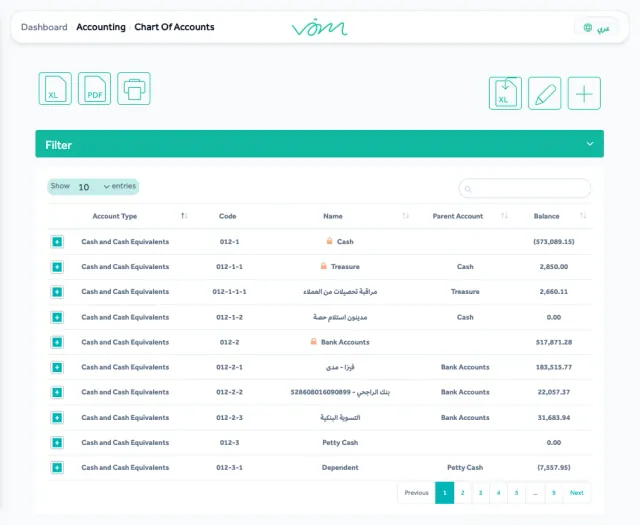 Dashboard Accounting Chart Of Accounts
vom
عربي
XL PDF
XL
Filter
Show 10 entries
Account Type Code Name Parent Account Balance
Cash and Cash Equivalents 012-1 Cash (573,089.15)
Cash and Cash Equivalents 012-1-1 Treasure Cash 2,850.00
Cash and Cash Equivalents 012-1-1-1 مراقبة تحصيلات من العملاء Treasure 2,660.11
Cash and Cash Equivalents 012-1-2 مدينون استلام حصة Cash 0.00
Cash and Cash Equivalents 012-2 Bank Accounts 517,871.28
Cash and Cash Equivalents 012-2-1 فيزا - مدى Bank Accounts 183,515.77
Cash and Cash Equivalents 012-2-2 بنك الراجحي - 528608016090899 Bank Accounts 22,057.37
Cash and Cash Equivalents 012-2-3 التسوية البنكية Bank Accounts 31,683.94
Cash and Cash Equivalents 012-3 Petty Cash 0.00
Cash and Cash Equivalents 012-3-1 Dependent Petty Cash (7,357.95)
Previous 1 2 3 4 5 ... 9 Next